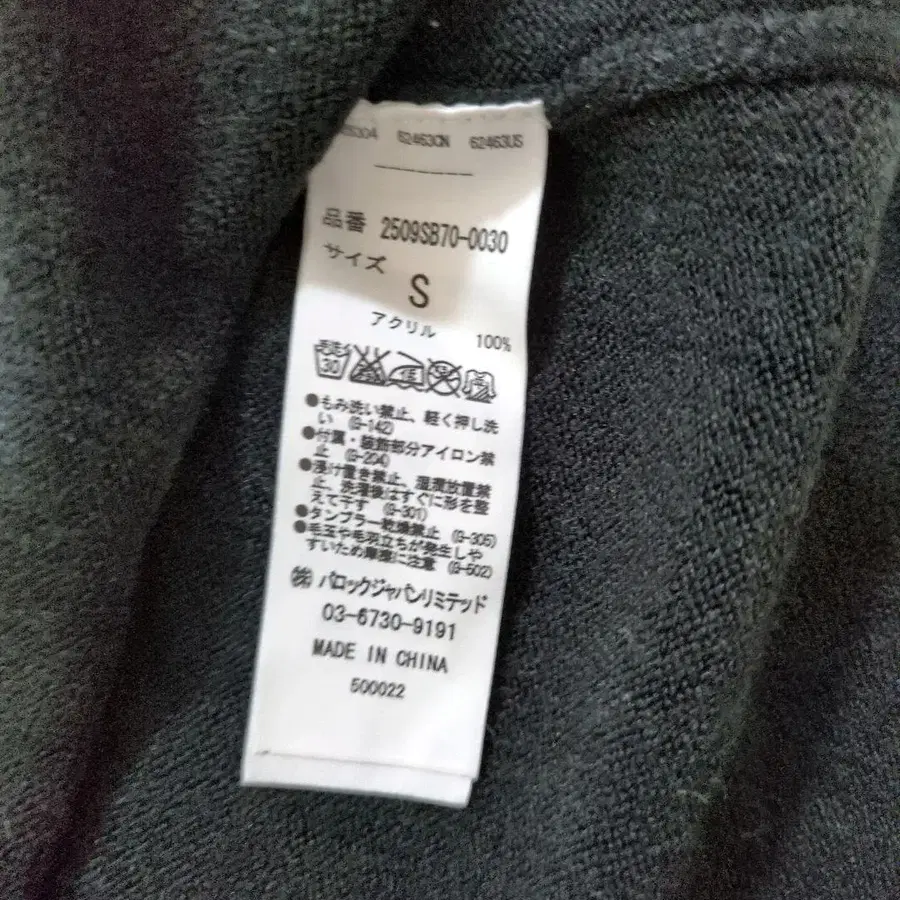 62463CN 62463US
品番 2509SB70-0030
サイズ
S
アクリル 100%
手洗イ 30
●もみ洗い禁止、軽く押し洗
い (G-142)
●付属・装飾部分アイロン禁
止 (G-204)
●浸け置き禁止、湿潤放置禁
止、洗濯後はすぐに形を整
えて干す (G-301)
●タンブラー乾燥禁止 (G-305)
●毛玉や毛羽立ちが発生しや
すいため摩擦に注意 (G-502)
㈱ バロックジャパンリミテッド
03-6730-9191
MADE IN CHINA
500022